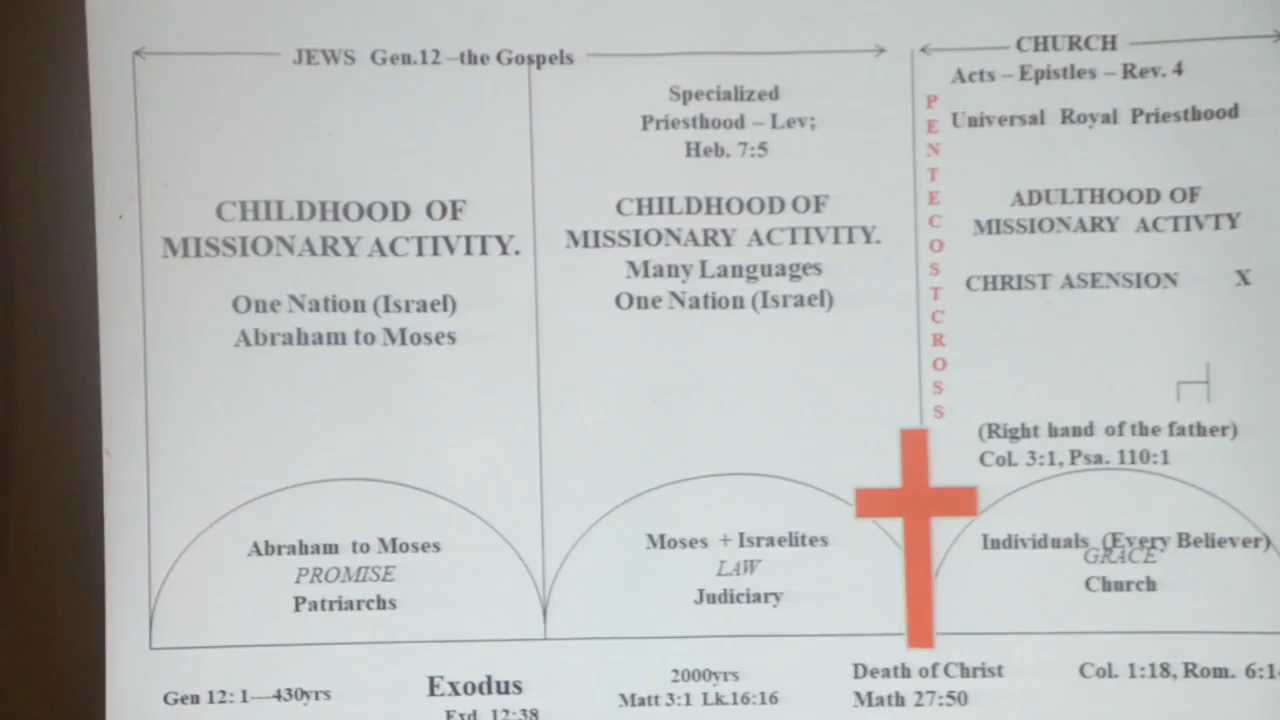 JEWS Gen.12 –the Gospels
CHILDHOOD OF
MISSIONARY ACTIVITY.
One Nation (Israel)
Abraham to Moses
Abraham to Moses
PROMISE
Patriarchs
Gen 12: 1—430yrs
Exodus
Exd. 12:38
Specialized
Priesthood – Lev;
Heb. 7:5
CHILDHOOD OF
MISSIONARY ACTIVITY.
Many Languages
One Nation (Israel)
Moses + Israelites
LAW
Judiciary
2000yrs
Matt 3:1 Lk.16:16
PENTECOSTCROSS
Death of Christ
Math 27:50
CHURCH
Acts – Epistles – Rev. 4
Universal Royal Priesthood
ADULTHOOD OF
MISSIONARY ACTIVTY
CHRIST ASENSION X
(Right hand of the father)
Col. 3:1, Psa. 110:1
Individuals (Every Believer)
GRACE
Church
Col. 1:18, Rom. 6:1